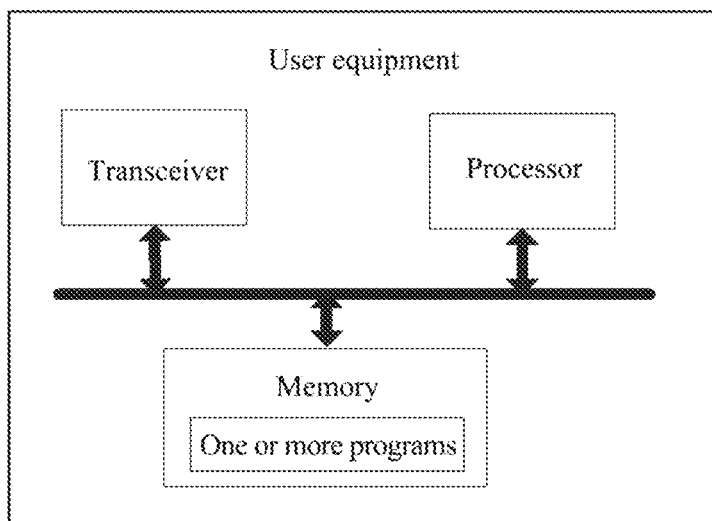 User equipment
Transceiver
Processor
Memory
One or more programs